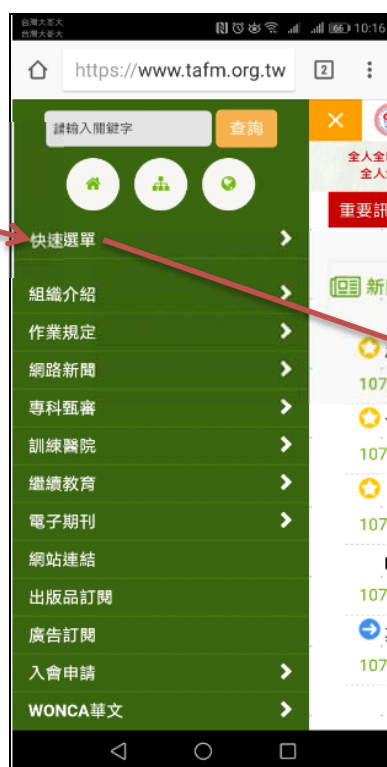 台灣大哥大
台灣大哥大
66 10:16
https://www.tafm.org.tw
2
請輸入關鍵字
查詢
全人全
全人
重要訊
快速選單
組織介紹
新
作業規定
網路新聞
107
專科甄審
訓練醫院
107
繼續教育
電子期刊
107
網站連結
出版品訂閱
107
廣告訂閱
入會申請
107
WONCA華文